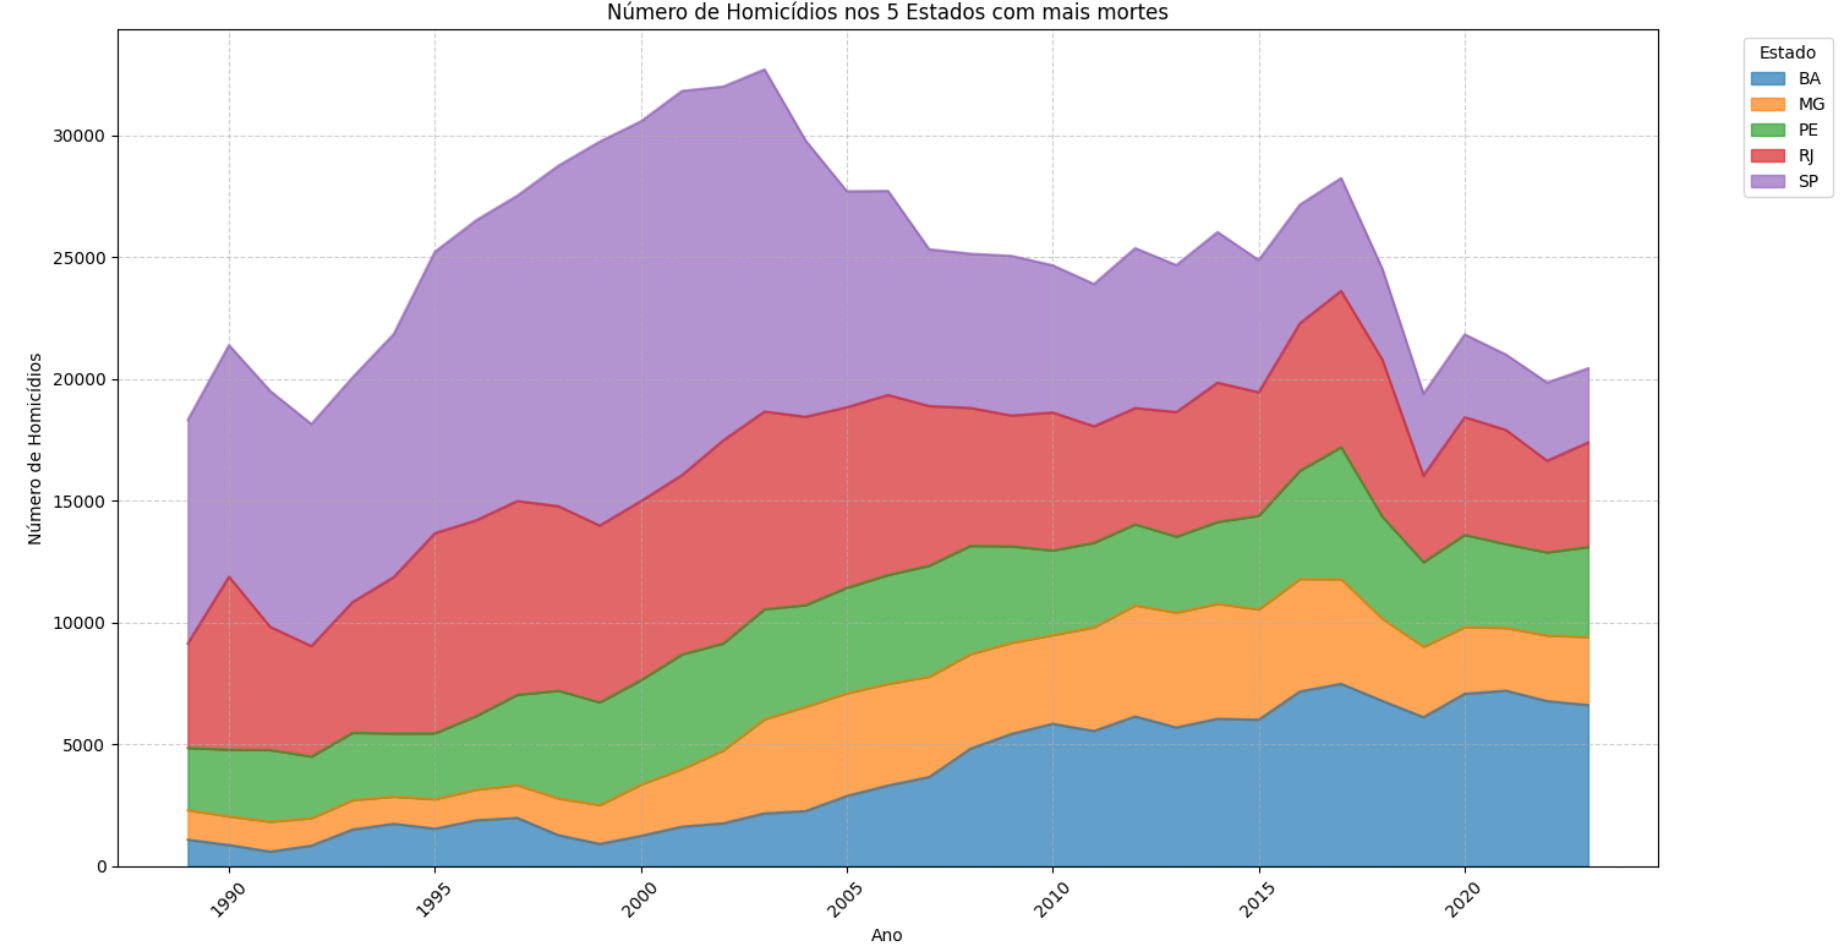 Número de Homicídios nos 5 Estados com mais mortes
Estado
BA
MG
PE
RJ
SP
Número de Homicídios
30000
25000
20000
15000
10000
5000
0
1990
1995
2000
2005
2010
2015
2020
Ano